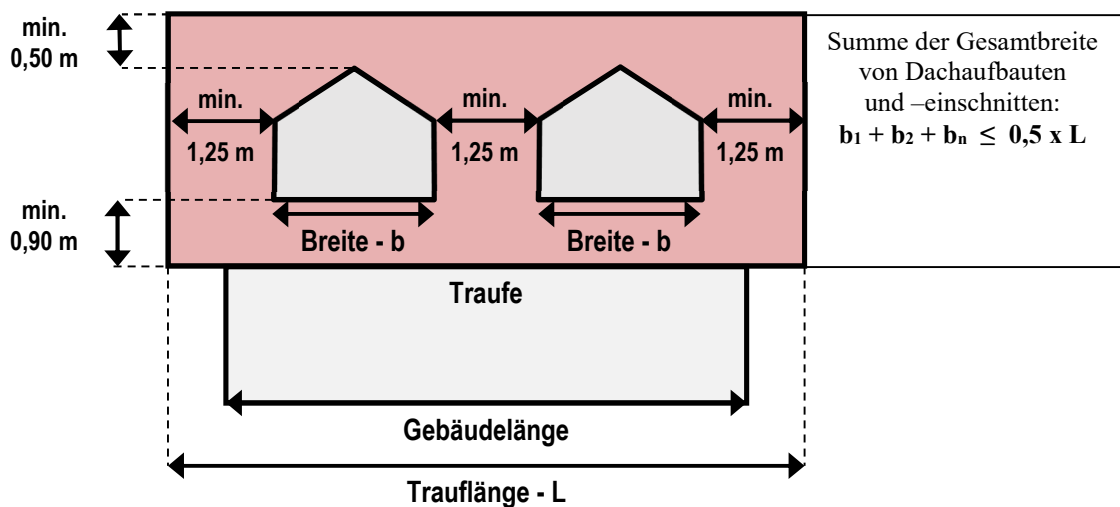 min.
0,50 m
Summe der Gesamtbreite
von Dachaufbauten
und –einschnitten:
b₁ + b₂ + bₙ ≤ 0,5 x L
min.
1,25 m
min.
1,25 m
min.
1,25 m
min.
0,90 m
Breite - b
Breite - b
Traufe
Gebäudelänge
Trauflänge - L